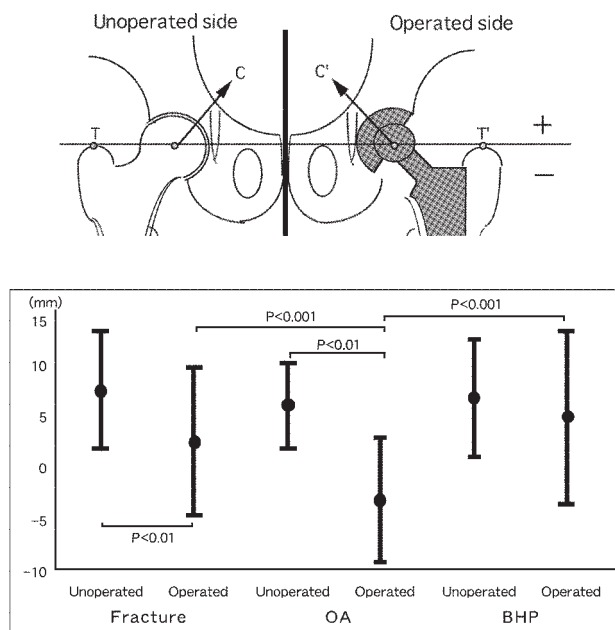 Unoperated side Operated side
C C'
T T'
+
−
(mm)
15
10
5
0
−5
−10
P<0.001 P<0.001
P<0.01
P<0.01
Unoperated Operated Unoperated Operated Unoperated Operated
Fracture OA BHP